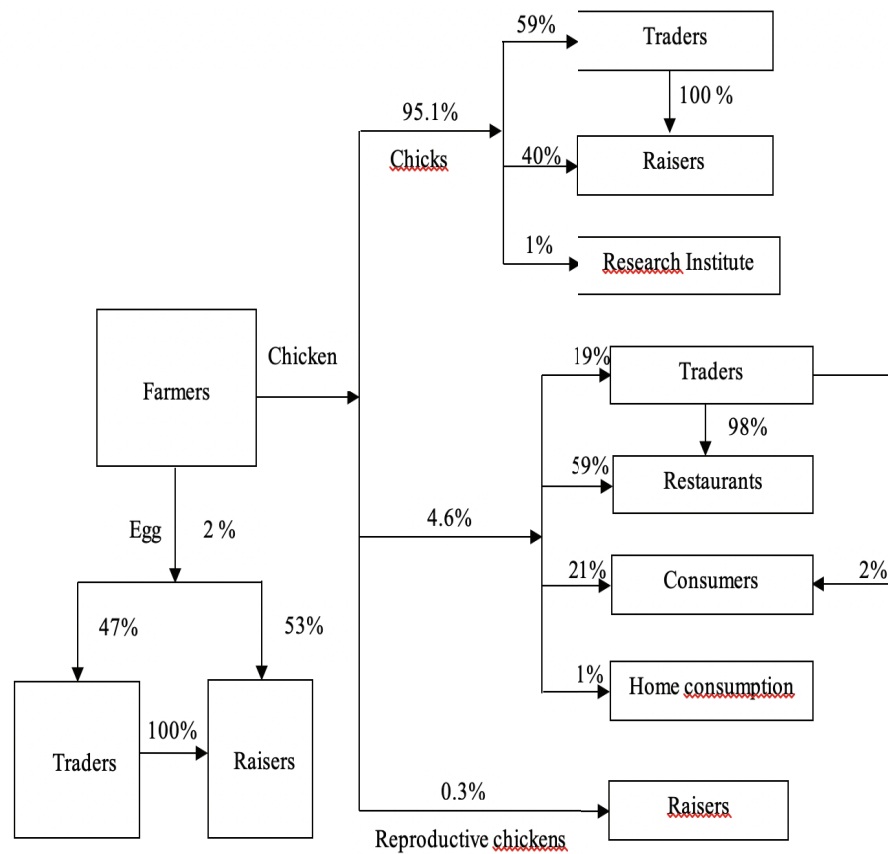 59%
Traders
100 %
95.1%
Chicks
40%
Raisers
1%
Research Institute
Chicken
Farmers
19%
Traders
98%
59%
Restaurants
4.6%
Egg 2 %
21%
Consumers
2%
47%
53%
1%
Home consumption
100%
Traders
Raisers
0.3%
Raisers
Reproductive chickens